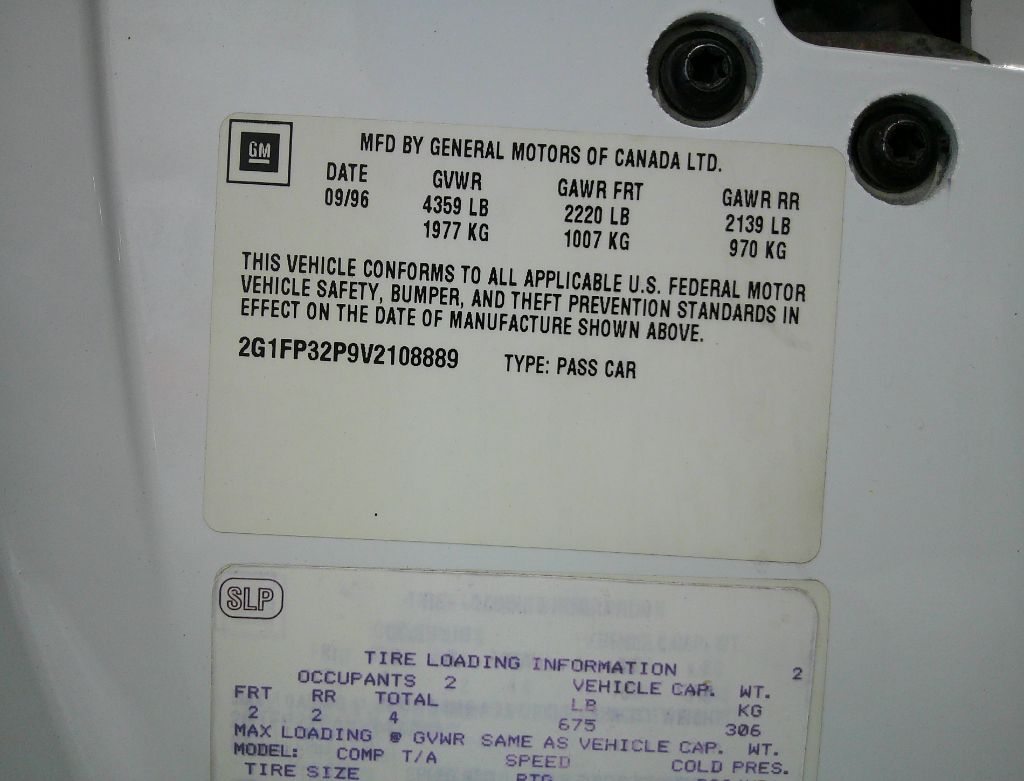 GM
MFD BY GENERAL MOTORS OF CANADA LTD.
DATE GVWR GAWR FRT GAWR RR
09/96 4359 LB 2220 LB 2139 LB
1977 KG 1007 KG 970 KG
THIS VEHICLE CONFORMS TO ALL APPLICABLE U.S. FEDERAL MOTOR
VEHICLE SAFETY, BUMPER, AND THEFT PREVENTION STANDARDS IN
EFFECT ON THE DATE OF MANUFACTURE SHOWN ABOVE.
2G1FP32P9V2108889 TYPE: PASS CAR
SLP
TIRE LOADING INFORMATION 2
OCCUPANTS 2 VEHICLE CAP. WT.
FRT RR TOTAL LB KG
2 2 4 675 306
MAX LOADING @ GVWR SAME AS VEHICLE CAP. WT.
MODEL: COMP T/A SPEED COLD PRES.
TIRE SIZE RTG